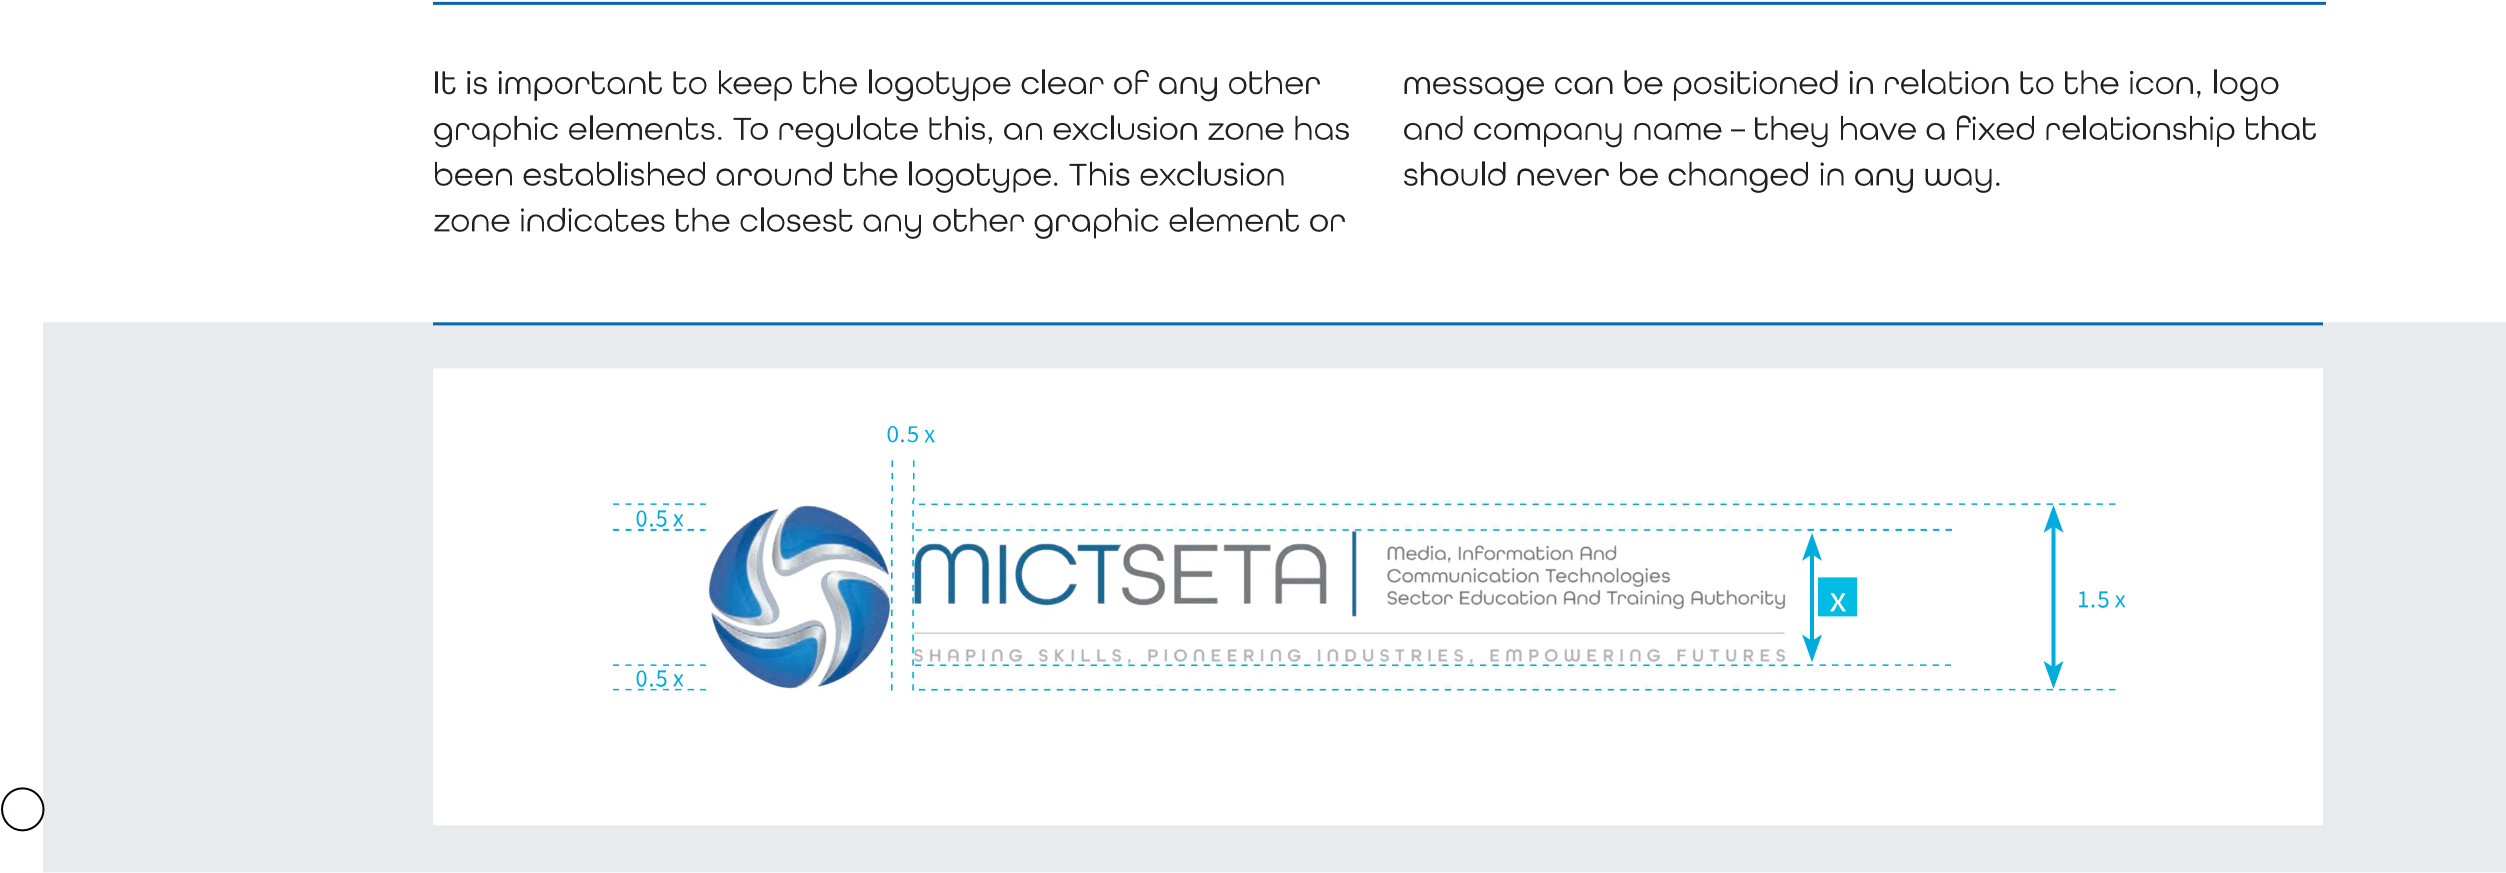 It is important to keep the logotype clear of any other
graphic elements. To regulate this, an exclusion zone has
been established around the logotype. This exclusion
zone indicates the closest any other graphic element or
message can be positioned in relation to the icon, logo
and company name – they have a fixed relationship that
should never be changed in any way.
0.5 x
0.5 x
MICTSETA
Media, Information And
Communication Technologies
Sector Education And Training Authority
x
1.5 x
SHAPING SKILLS, PIONEERING INDUSTRIES, EMPOWERING FUTURES
0.5 x